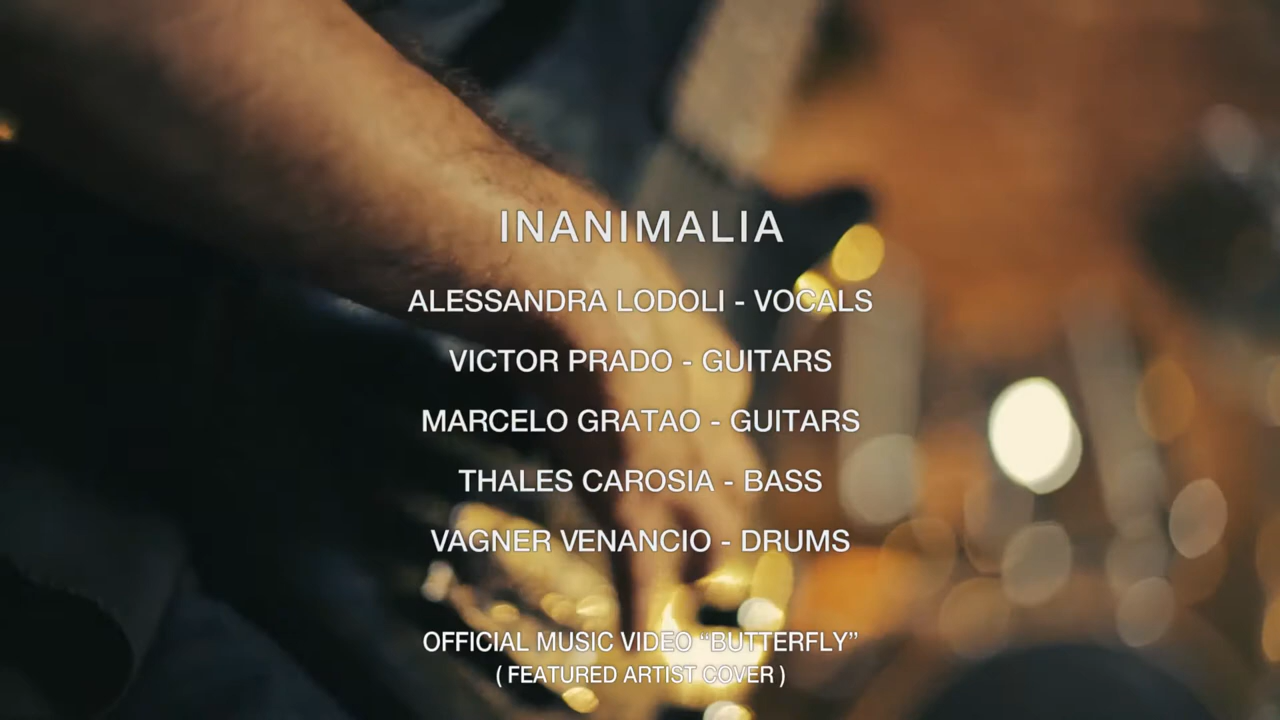 INANIMALIA
ALESSANDRA LODOLI - VOCALS
VICTOR PRADO - GUITARS
MARCELO GRATAO - GUITARS
THALES CAROSIA - BASS
VAGNER VENANCIO - DRUMS
OFFICIAL MUSIC VIDEO “BUTTERFLY”
( FEATURED ARTIST COVER )